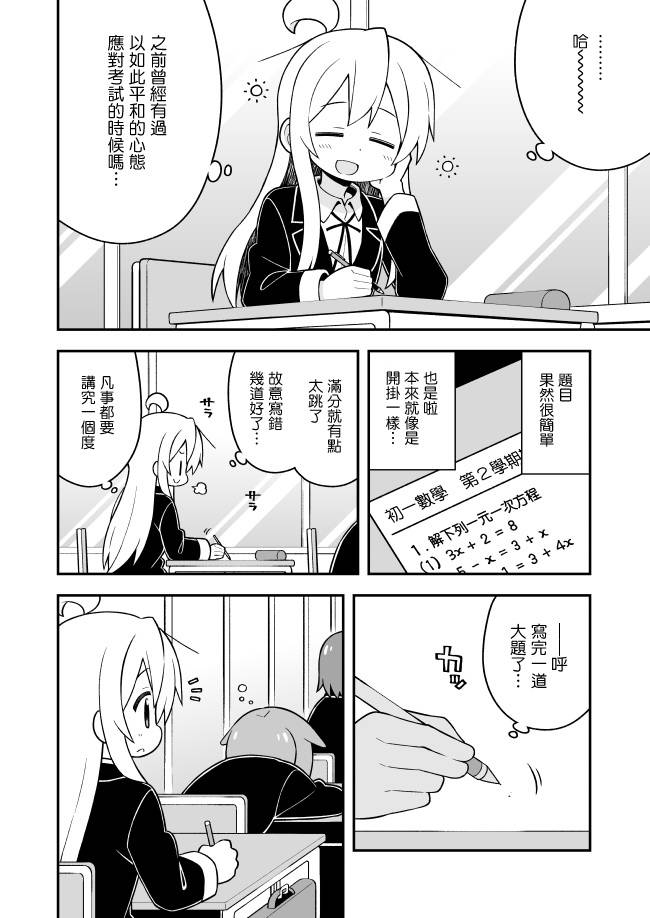 ………
哈～～～～～
之前曾經有過
以如此平和的心態
應對考試的時候嗎…
題目
果然很簡單
初一數學 第2學期
1.解下列一元一次方程
(1) 3x+2=8
5-x=3+x
1=3+4x
也是啦
本來就像是
開掛一樣…
滿分就有點
太跳了
故意寫錯
幾道好了…
サラ
サラ
凡事都要
講究一個度
——呼
寫完一道
大題了…
カッ